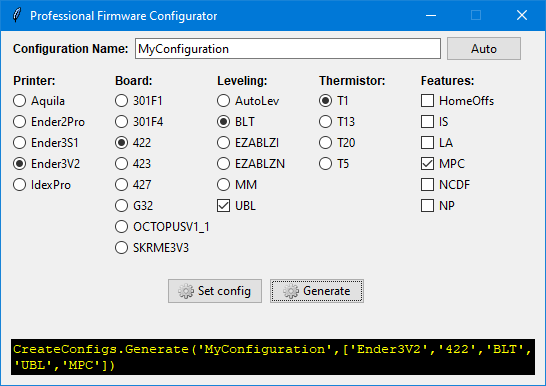 Professional Firmware Configurator
Configuration Name: MyConfiguration Auto
Printer: Board: Leveling: Thermistor: Features:
Aquila 301F1 AutoLev T1 HomeOffs
Ender2Pro 301F4 BLT T13 IS
Ender3S1 422 EZABLZI T20 LA
Ender3V2 423 EZABLZN T5 MPC
IdexPro 427 MM NCDF
G32 UBL NP
OCTOPUSV1_1
SKRME3V3
Set config Generate
CreateConfigs.Generate('MyConfiguration',['Ender3V2','422','BLT',
'UBL','MPC'])